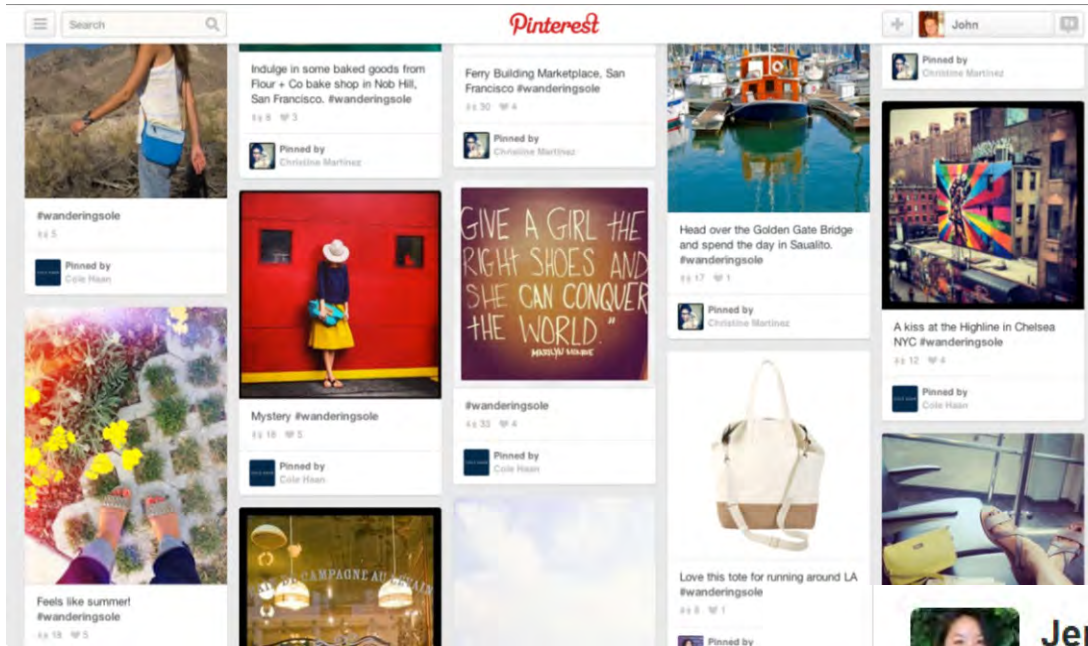 Search
Pinterest
John
#wanderingsole
5
Pinned by
Cole Haan
Feels like summer!
#wanderingsole
18 5
Indulge in some baked goods from
Flour + Co bake shop in Nob Hill,
San Francisco. #wanderingsole
8 3
Pinned by
Christine Martinez
Mystery #wanderingsole
18 5
Pinned by
Cole Haan
CAMPAGNE AU LEVAIN
Ferry Building Marketplace, San
Francisco #wanderingsole
30 4
Pinned by
Christine Martinez
GIVE A GIRL THE
RIGHT SHOES AND
SHE CAN CONQUER
THE WORLD."
MARILYN MONROE
#wanderingsole
33 4
Pinned by
Cole Haan
Head over the Golden Gate Bridge
and spend the day in Saualito.
#wanderingsole
17 1
Pinned by
Christine Martinez
Love this tote for running around LA
#wanderingsole
8 1
Pinned by
Pinned by
Christine Martinez
A kiss at the Highline in Chelsea
NYC #wanderingsole
12 4
Pinned by
Cole Haan
Jer